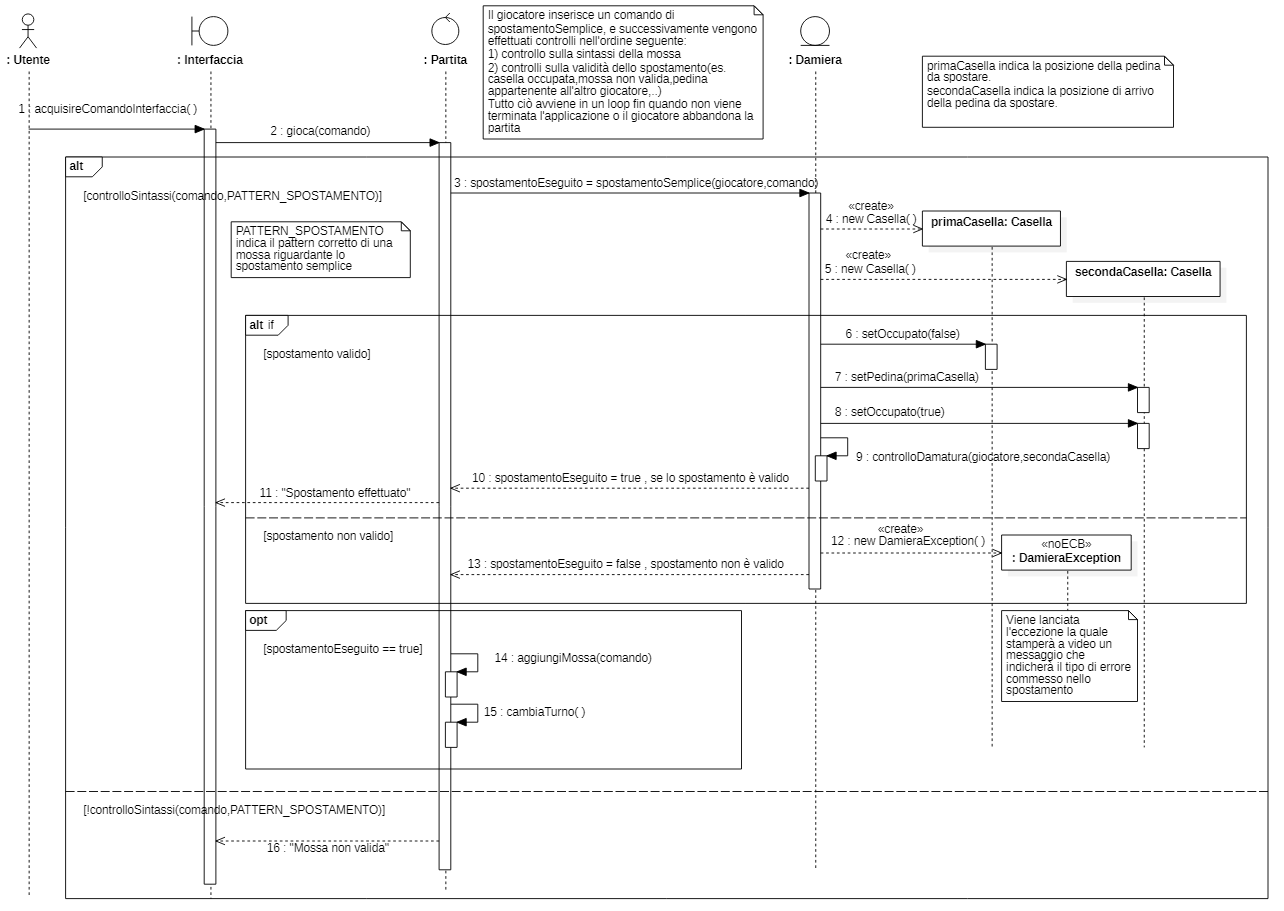 : Utente
: Interfaccia
: Partita
Il giocatore inserisce un comando di
spostamentoSemplice, e successivamente vengono
effettuati controlli nell'ordine seguente:
1) controllo sulla sintassi della mossa
2) controlli sulla validità dello spostamento(es.
casella occupata,mossa non valida,pedina
appartenente all'altro giocatore,..)
Tutto ciò avviene in un loop fin quando non viene
terminata l'applicazione o il giocatore abbandona la
partita
: Damiera
primaCasella indica la posizione della pedina
da spostare.
secondaCasella indica la posizione di arrivo
della pedina da spostare.
1 : acquisireComandoInterfaccia( )
2 : gioca(comando)
alt
[controlloSintassi(comando,PATTERN_SPOSTAMENTO)]
3 : spostamentoEseguito = spostamentoSemplice(giocatore,comando)
PATTERN_SPOSTAMENTO
indica il pattern corretto di una
mossa riguardante lo
spostamento semplice
«create»
4 : new Casella( )
primaCasella: Casella
«create»
5 : new Casella( )
secondaCasella: Casella
alt if
[spostamento valido]
6 : setOccupato(false)
7 : setPedina(primaCasella)
8 : setOccupato(true)
9 : controlloDamatura(giocatore,secondaCasella)
10 : spostamentoEseguito = true , se lo spostamento è valido
11 : "Spostamento effettuato"
[spostamento non valido]
«create»
12 : new DamieraException( )
«noECB»
: DamieraException
13 : spostamentoEseguito = false , spostamento non è valido
opt
[spostamentoEseguito == true]
14 : aggiungiMossa(comando)
15 : cambiaTurno( )
Viene lanciata
l'eccezione la quale
stamperà a video un
messaggio che
indicherà il tipo di errore
commesso nello
spostamento
[!controlloSintassi(comando,PATTERN_SPOSTAMENTO)]
16 : "Mossa non valida"